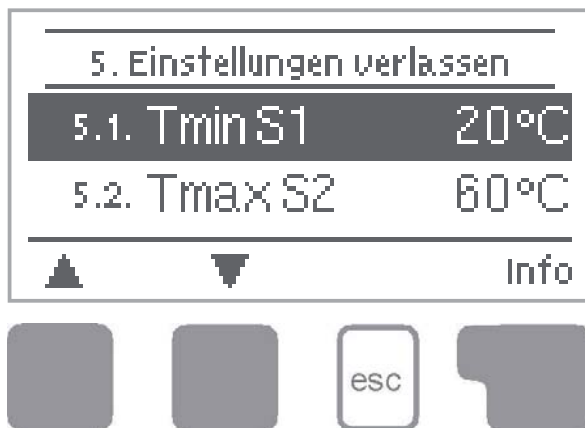 5. Einstellungen verlassen
5.1. Tmin S1 20°C
5.2. Tmax S2 60°C
Info
esc